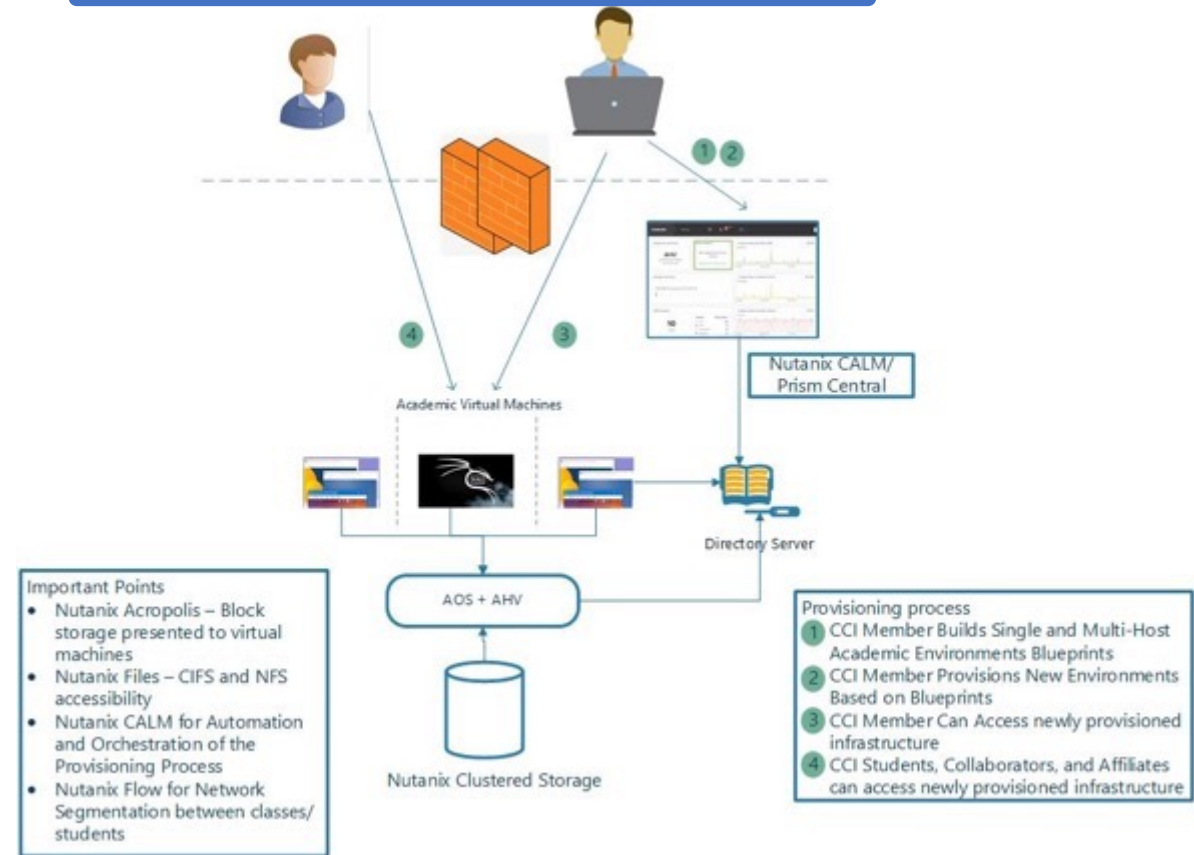 1
2
4
3
Nutanix CALM/
Prism Central
Academic Virtual Machines
Directory Server
AOS + AHV
Nutanix Clustered Storage
Important Points
• Nutanix Acropolis – Block
storage presented to virtual
machines
• Nutanix Files – CIFS and NFS
accessibility
• Nutanix CALM for Automation
and Orchestration of the
Provisioning Process
• Nutanix Flow for Network
Segmentation between classes/
students
Provisioning process
1 CCI Member Builds Single and Multi-Host
Academic Environments Blueprints
2 CCI Member Provisions New Environments
Based on Blueprints
3 CCI Member Can Access newly provisioned
infrastructure
4 CCI Students, Collaborators, and Affiliates
can access newly provisioned infrastructure